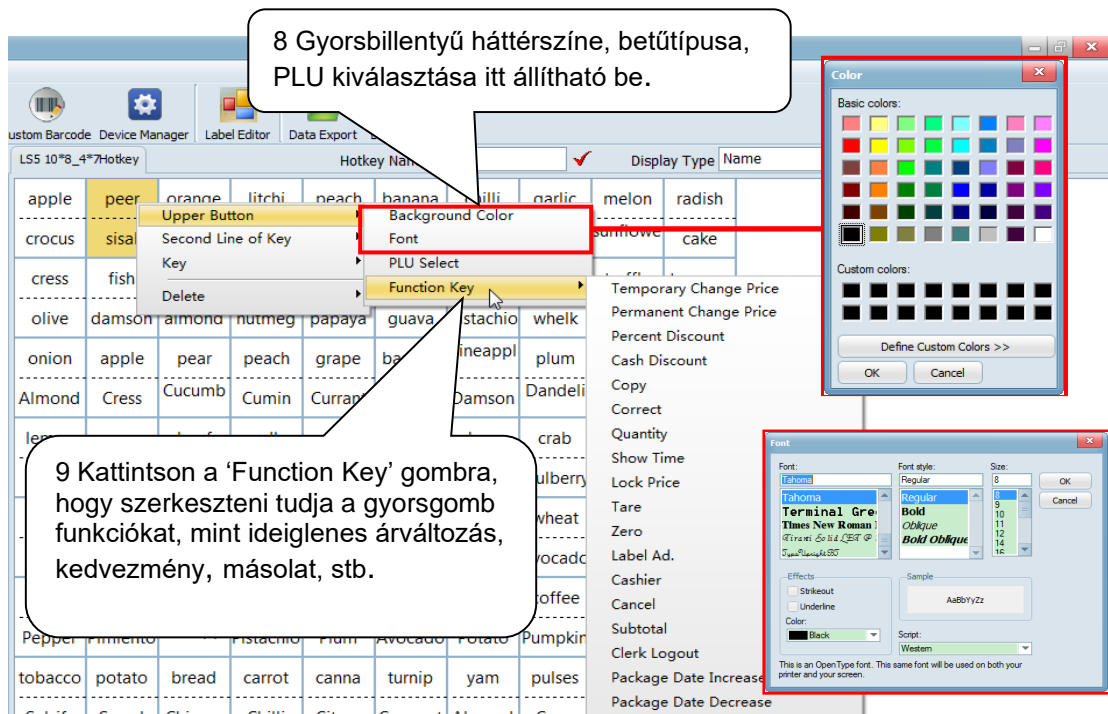 8 Gyorsbillentyű háttérszíne, betűtípusa,
PLU kiválasztása itt állítható be.
Barcode Device Manager Label Editor Data Export
LS5 10*8_4*7Hotkey Hotkey Display Type Name
apple peer orange litchi peach banana garlic melon radish
crocus cake
cress
olive damson almond nutmeg papaya guava whelk
onion apple pear peach grape plum
Almond Cress Cucumb Cumin Damson Dandeli
crab
wheat
Pepper Pimiento Pistachio Plum Avocado Potato Pumpkin
tobacco potato bread carrot canna turnip yam pulses
Upper Button
Second Line of Key
Key
Delete
Background Color
Font
PLU Select
Function Key
Temporary Change Price
Permanent Change Price
Percent Discount
Cash Discount
Copy
Correct
Quantity
Show Time
Lock Price
Tare
Zero
Label Ad.
Cashier
Cancel
Subtotal
Clerk Logout
Package Date Increase
Package Date Decrease
9 Kattintson a ‘Function Key’ gombra,
hogy szerkeszteni tudja a gyorsgomb
funkciókat, mint ideiglenes árváltozás,
kedvezmény, másolat, stb.
Color
Basic colors:
Custom colors:
Define Custom Colors >>
OK Cancel
Font
Font: Font style: Size:
Tahoma Regular 8 OK
Tahoma Regular 8 Cancel
Terminal Gre Bold 9
Times New Roman Oblique 10
Bold Oblique 11
12
14
16
Effects Sample
Strikeout
Underline
AaBbYyZz
Color: Script:
Black Western
This is an OpenType font. This same font will be used on both your
printer and your screen.